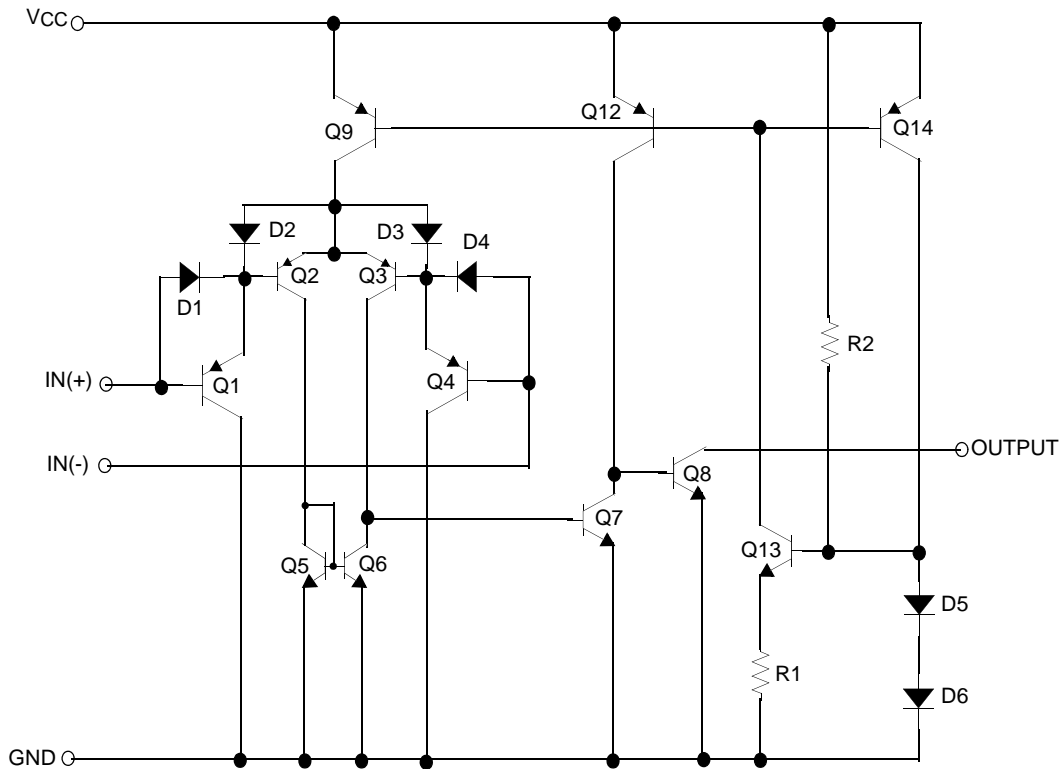 VCC
Q9
Q12
Q14
D2
D3
D4
Q2
Q3
D1
R2
IN(+)
Q1
Q4
OUTPUT
IN(-)
Q8
Q7
Q13
Q5
Q6
D5
R1
D6
GND